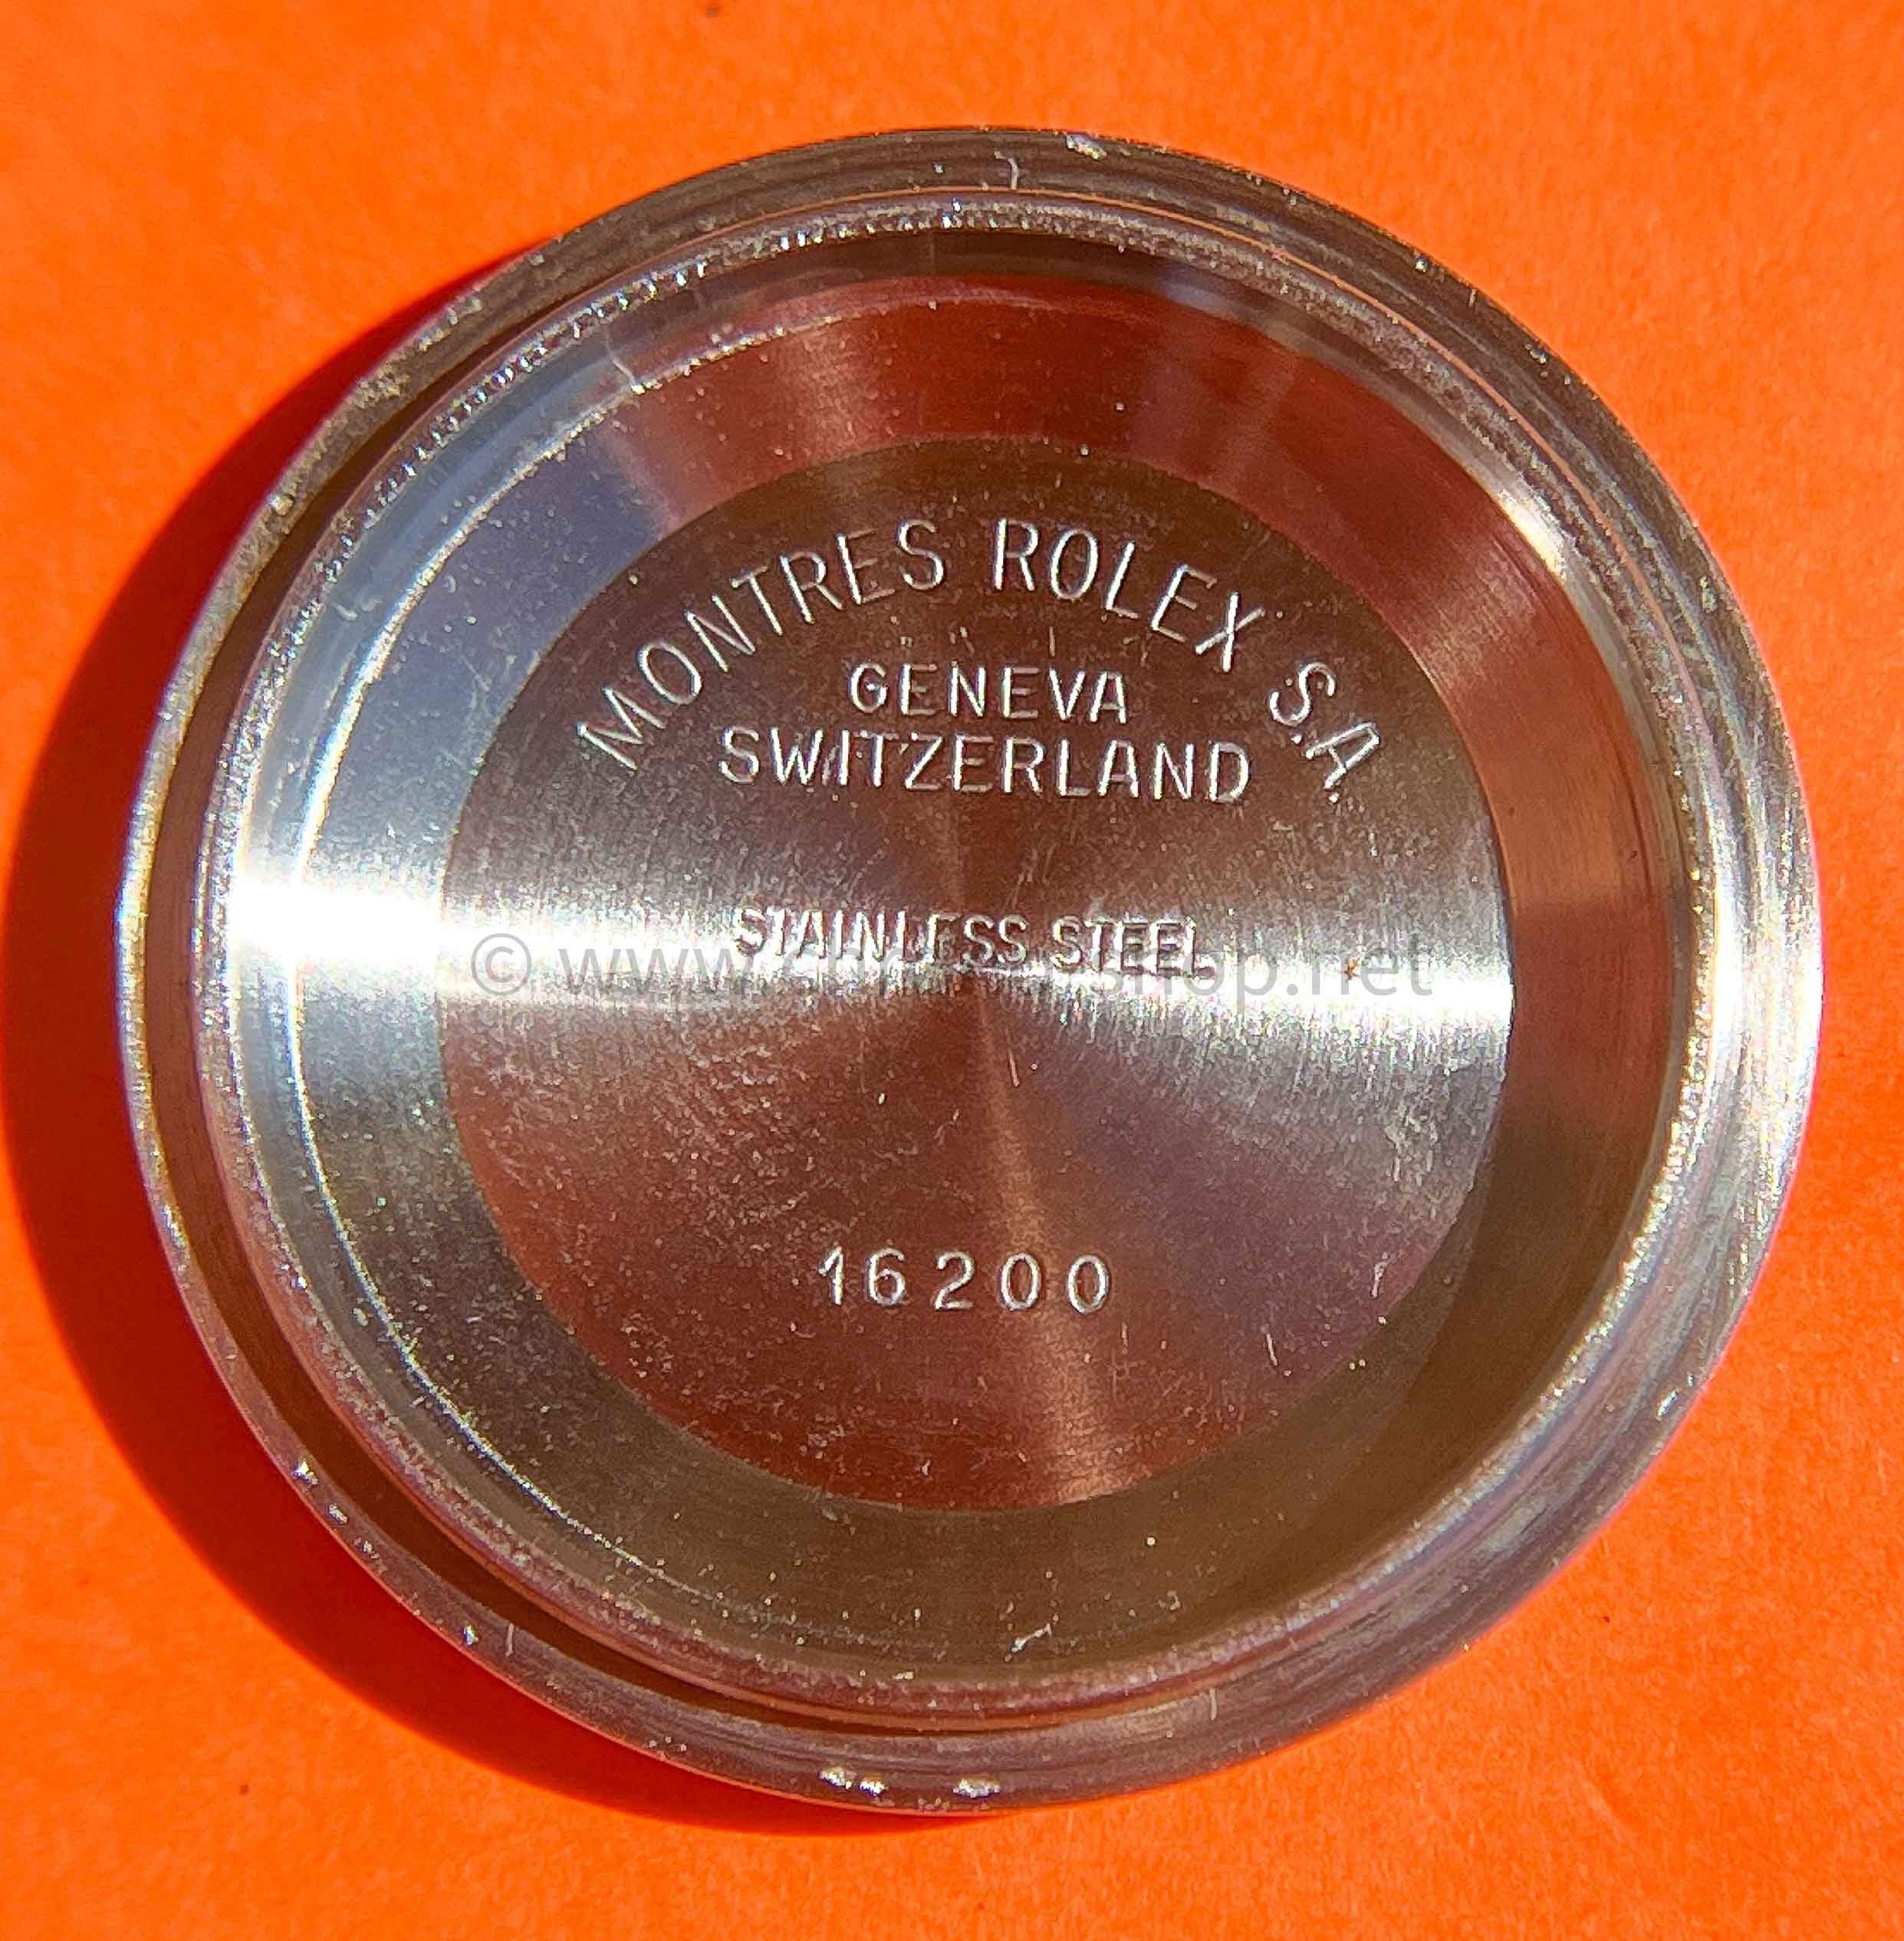 MONTRES ROLEX S.A.
GENEVA
SWITZERLAND
STAINLESS STEEL
16200